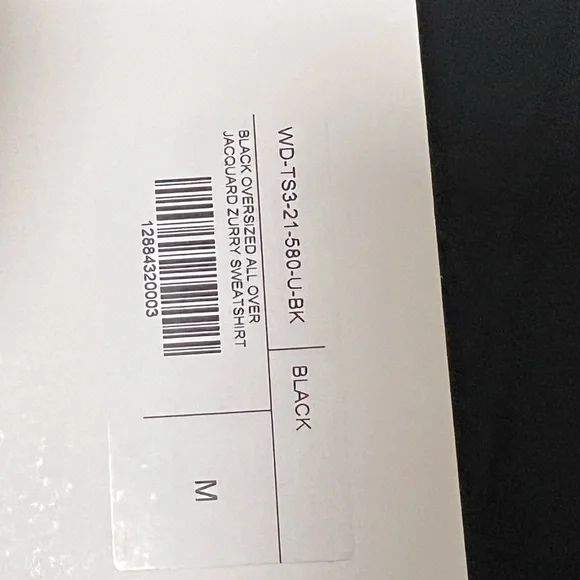 WD-TS3-21-580-U-BK
BLACK
BLACK OVERSIZED ALL OVER
JACQUARD ZURRY SWEATSHIRT
12884320003
M